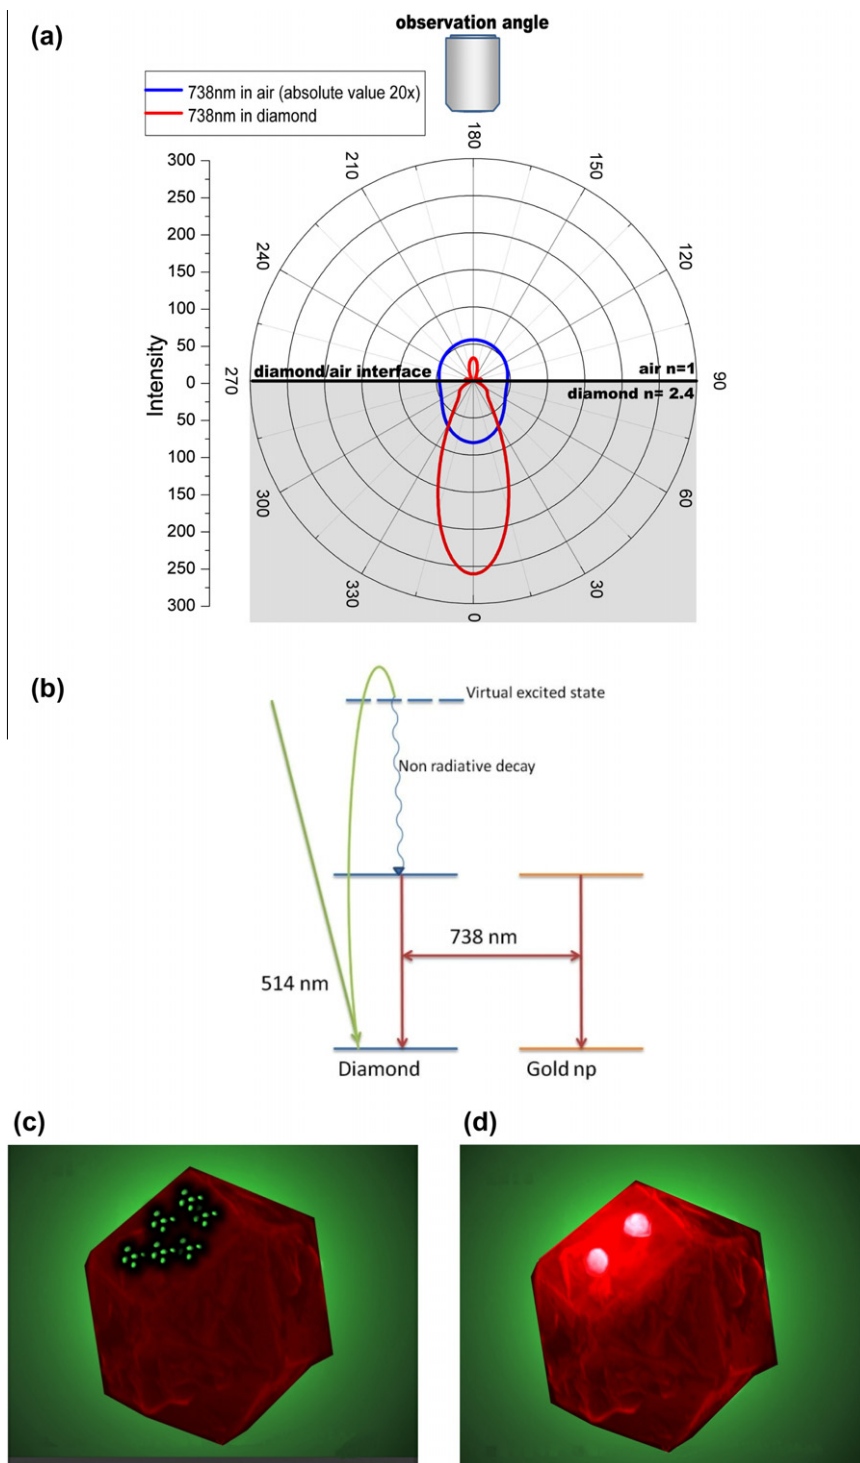 (a)
observation angle
738nm in air (absolute value 20x)
738nm in diamond
180
210
150
240
120
270
90
300
60
330
30
0
300
250
200
150
100
50
0
50
100
150
200
250
300
Intensity
diamond/air interface
air n=1
diamond n= 2.4
(b)
Virtual excited state
Non radiative decay
738 nm
514 nm
Diamond
Gold np
(c)
(d)